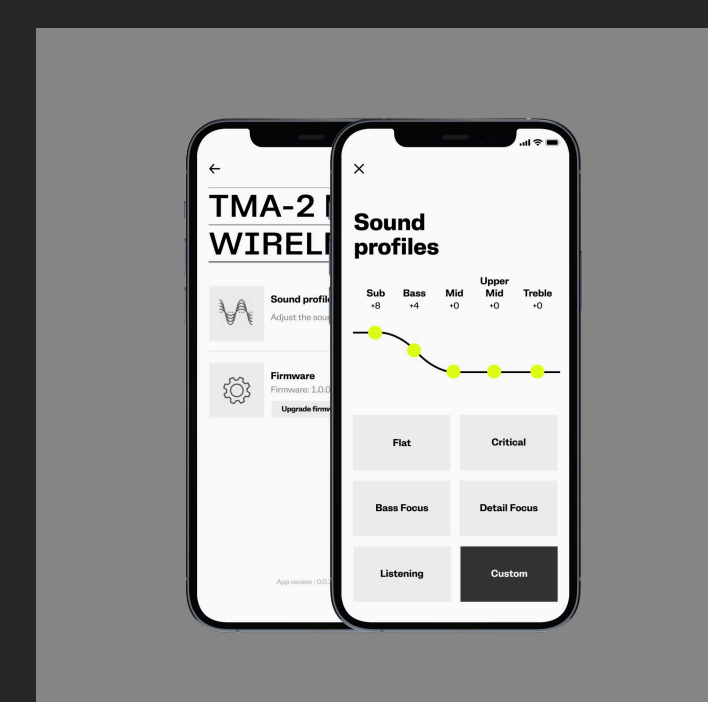 TMA-2
WIREL
Sound profil
Adjust the sou
Firmware
Firmware: 1.0.0
Upgrade firmw
App version : 0.0.
Sound
profiles
Sub Bass Mid Upper Mid Treble
+8 +4 +0 +0 +0
Flat Critical
Bass Focus Detail Focus
Listening Custom